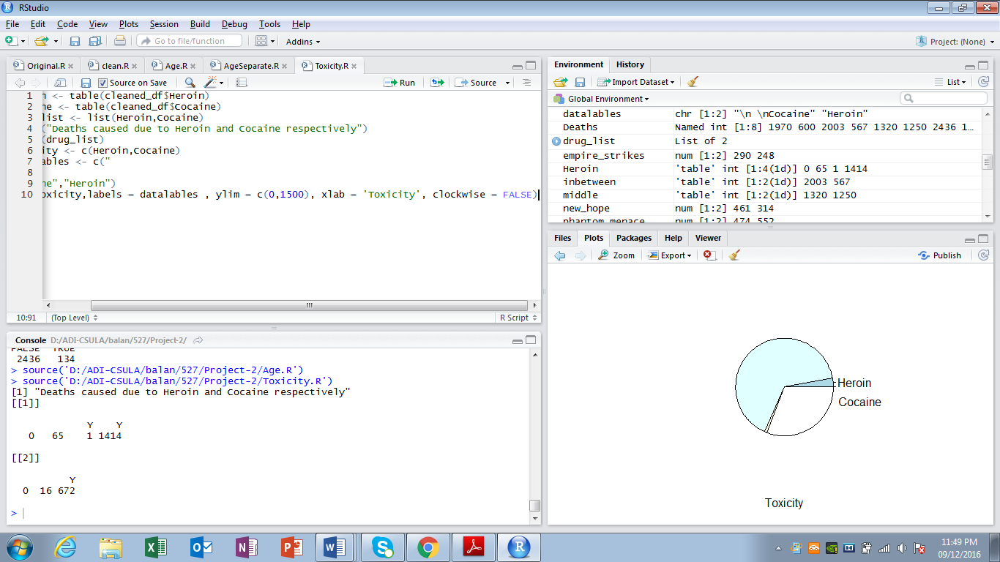 RStudio
File Edit Code View Plots Session Build Debug Tools Help
Go to file/function Addins Project: (None)
Original.R clean.R Age.R AgeSeparate.R Toxicity.R
Source on Save Run Source
1 n <- table(cleaned_df$Heroin)
2 ne <- table(cleaned_df$Cocaine)
3 list <- list(Heroin,Cocaine)
4 ("Deaths caused due to Heroin and Cocaine respectively")
5 (drug_list)
6 ity <- c(Heroin,Cocaine)
7 ables <- c("
8
9 ne","Heroin")
10 oxicity,labels = datalables , ylim = c(0,1500), xlab = 'Toxicity', clockwise = FALSE)
10:91 (Top Level) R Script
Console D:/ADI-CSULA/balan/527/Project-2/
FALSE TRUE
2436 134
> source('D:/ADI-CSULA/balan/527/Project-2/Age.R')
> source('D:/ADI-CSULA/balan/527/Project-2/Toxicity.R')
[1] "Deaths caused due to Heroin and Cocaine respectively"
[[1]]
Y Y
0 65 1 1414
[[2]]
Y
0 16 672
>
Environment History
Import Dataset List
Global Environment
datalables chr [1:2] "\n \nCocaine" "Heroin"
Deaths Named int [1:8] 1970 600 2003 567 1320 1250 2436 1...
drug_list List of 2
empire_strikes num [1:2] 290 248
Heroin 'table' int [1:4(1d)] 0 65 1 1414
inbetween 'table' int [1:2(1d)] 2003 567
middle 'table' int [1:2(1d)] 1320 1250
new_hope num [1:2] 461 314
phantom_menace num [1:2] 474 552
Files Plots Packages Help Viewer
Zoom Export Publish
Heroin
Cocaine
Toxicity
11:49 PM
09/12/2016